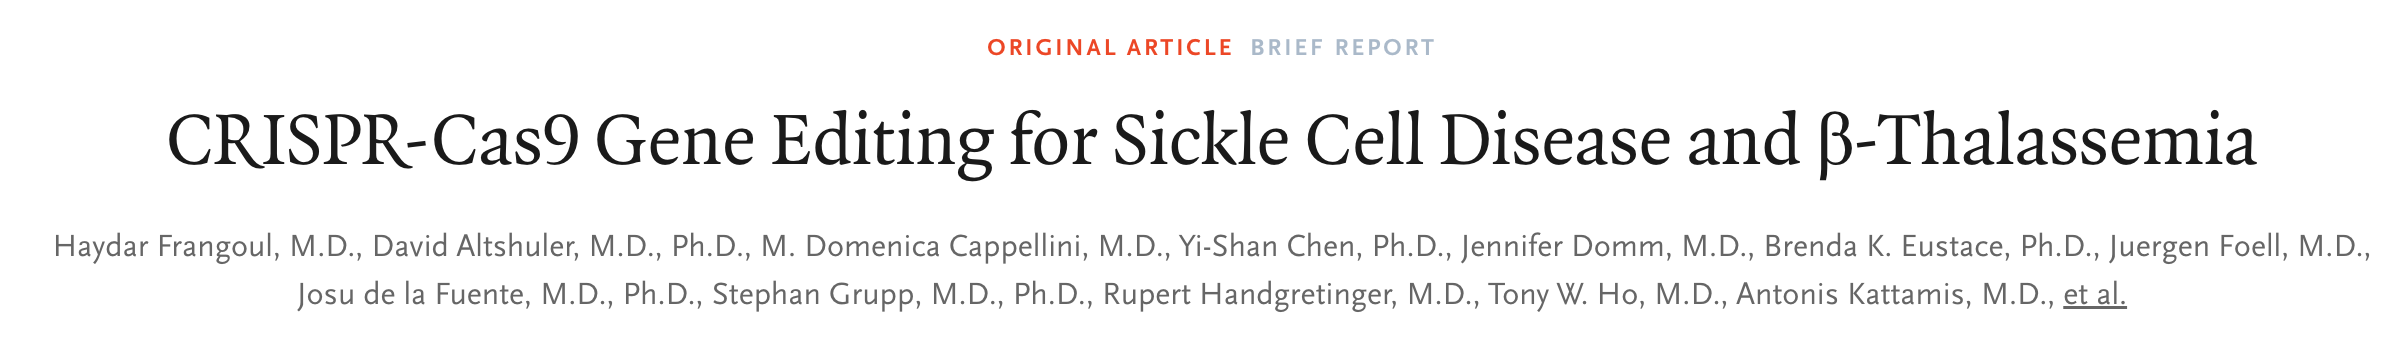 ORIGINAL ARTICLE BRIEF REPORT
CRISPR-Cas9 Gene Editing for Sickle Cell Disease and β-Thalassemia
Haydar Frangoul, M.D., David Altshuler, M.D., Ph.D., M. Domenica Cappellini, M.D., Yi-Shan Chen, Ph.D., Jennifer Domm, M.D., Brenda K. Eustace, Ph.D., Juergen Foell, M.D.,
Josu de la Fuente, M.D., Ph.D., Stephan Grupp, M.D., Ph.D., Rupert Handgretinger, M.D., Tony W. Ho, M.D., Antonis Kattamis, M.D., et al.